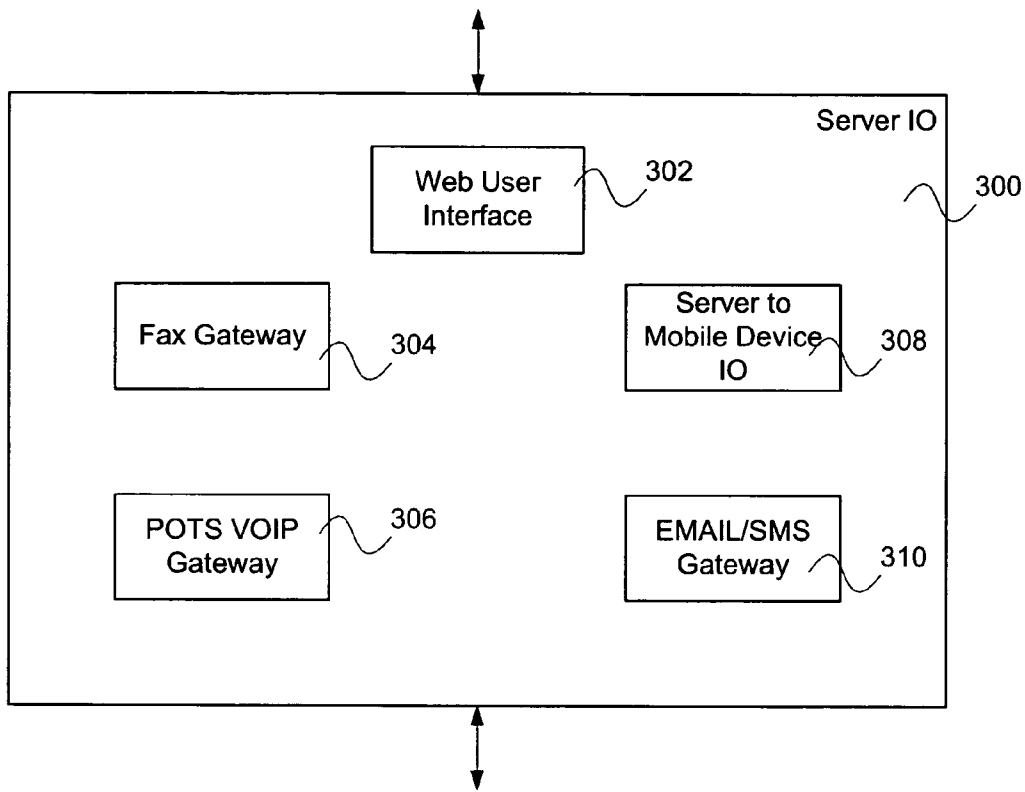 Server IO
Web User
Interface
302
300
Fax Gateway
304
Server to
Mobile Device
IO
308
POTS VOIP
Gateway
306
EMAIL/SMS
Gateway
310